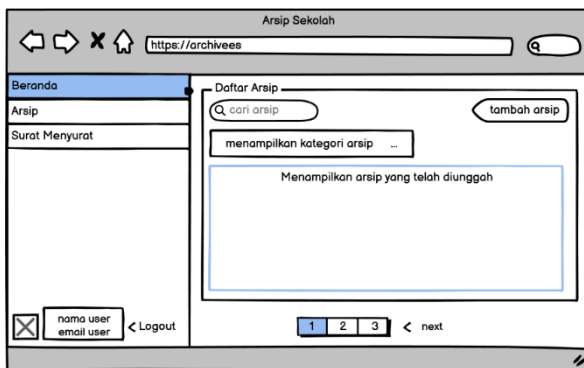 Arsip Sekolah
https://archivees
Beranda
Arsip
Surat Menyurat
nama user
email user
< Logout
Daftar Arsip
cari arsip
tambah arsip
menampilkan kategori arsip ...
Menampilkan arsip yang telah diunggah
1 2 3 < next